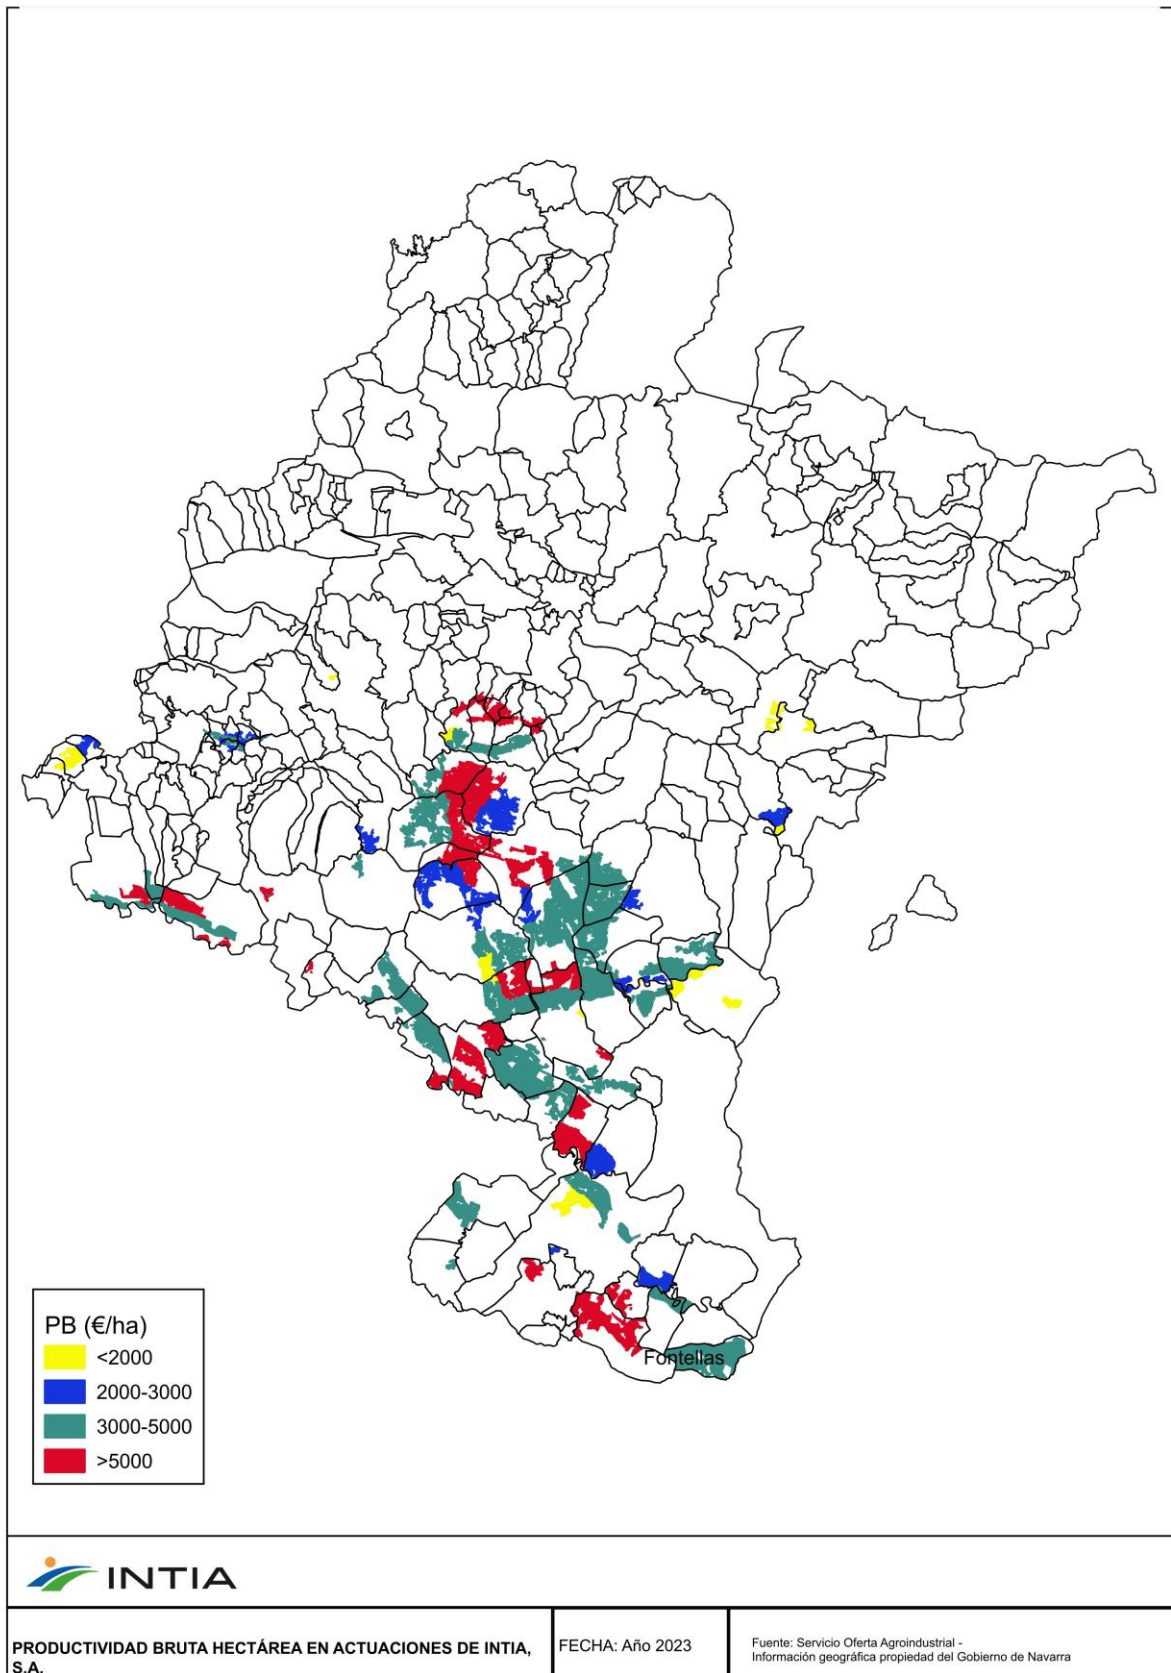 Fontellas
PB (€/ha)
<2000
2000-3000
3000-5000
>5000
INTIA
PRODUCTIVIDAD BRUTA HECTÁREA EN ACTUACIONES DE INTIA,
S.A.
FECHA: Año 2023
Fuente: Servicio Oferta Agroindustrial -
Información geográfica propiedad del Gobierno de Navarra